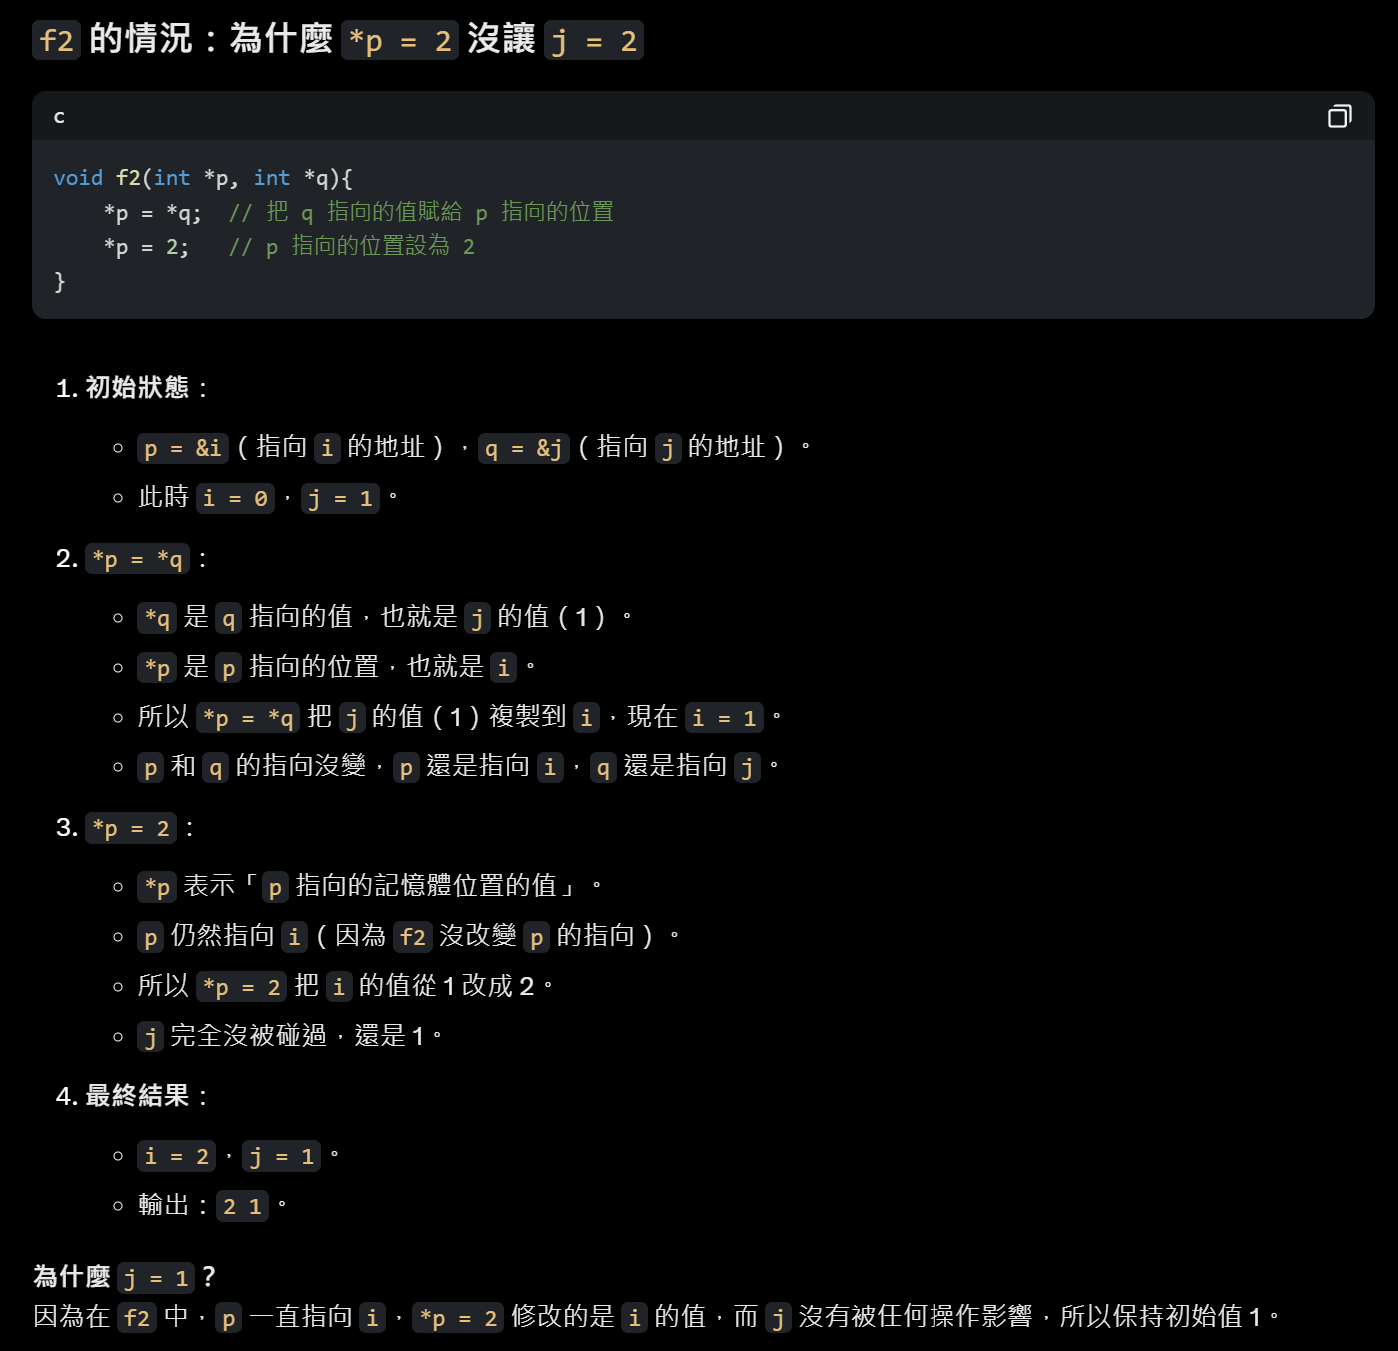 f2 的情況：為什麼 *p = 2 沒讓 j = 2
c
void f2(int *p, int *q){
    *p = *q;  // 把 q 指向的值賦給 p 指向的位置
    *p = 2;   // p 指向的位置設為 2
}
1. 初始狀態：
p = &i（指向 i 的地址），q = &j（指向 j 的地址）。
此時 i = 0，j = 1。
2. *p = *q：
*q 是 q 指向的值，也就是 j 的值（1）。
*p 是 p 指向的位置，也就是 i。
所以 *p = *q 把 j 的值（1）複製到 i，現在 i = 1。
p 和 q 的指向沒變，p 還是指向 i，q 還是指向 j。
3. *p = 2：
*p 表示「p 指向的記憶體位置的值」。
p 仍然指向 i（因為 f2 沒改變 p 的指向）。
所以 *p = 2 把 i 的值從 1 改成 2。
j 完全沒被碰過，還是 1。
4. 最終結果：
i = 2，j = 1。
輸出：2 1。
為什麼 j = 1？
因為在 f2 中，p 一直指向 i，*p = 2 修改的是 i 的值，而 j 沒有被任何操作影響，所以保持初始值 1。